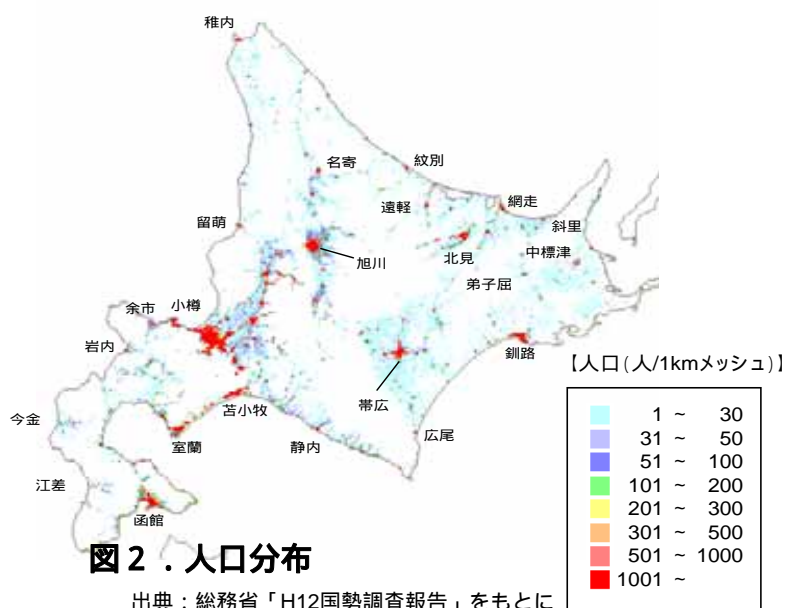 稚内
名寄
紋別
遠軽
網走
留萌
斜里
旭川
北見
中標津
弟子屈
余市
小樽
岩内
釧路
【人口(人/1kmメッシュ)】
帯広
今金
苫小牧
室蘭
静内
広尾
江差
函館
1 ~ 30
31 ~ 50
51 ~ 100
101 ~ 200
201 ~ 300
301 ~ 500
501 ~ 1000
1001 ~
図2.人口分布
出典:総務省「H12国勢調査報告」をもとに